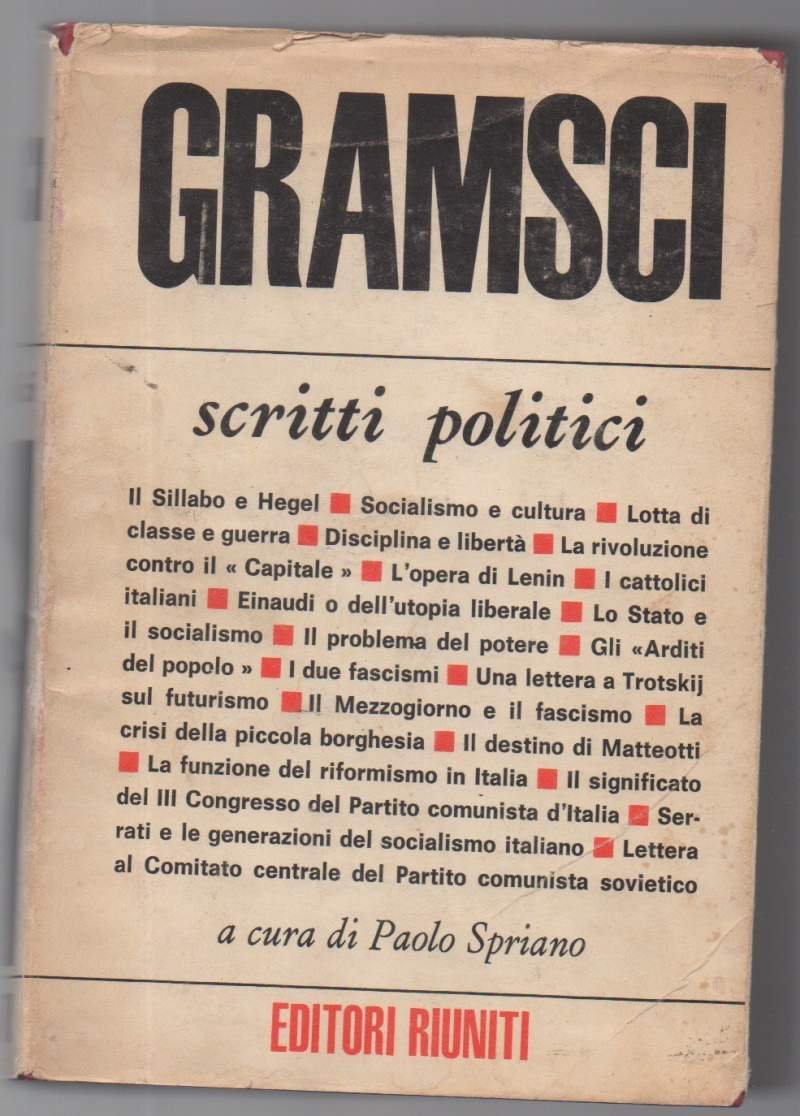 GRAMSCI
scritti politici
Il Sillabo e Hegel ■ Socialismo e cultura ■ Lotta di
classe e guerra ■ Disciplina e libertà ■ La rivoluzione
contro il « Capitale » ■ L'opera di Lenin ■ I cattolici
italiani ■ Einaudi o dell'utopia liberale ■ Lo Stato e
il socialismo ■ Il problema del potere ■ Gli «Arditi
del popolo » ■ I due fascismi ■ Una lettera a Trotskij
sul futurismo ■ Il Mezzogiorno e il fascismo ■ La
crisi della piccola borghesia ■ Il destino di Matteotti
■ La funzione del riformismo in Italia ■ Il significato
del III Congresso del Partito comunista d'Italia ■ Ser-
rati e le generazioni del socialismo italiano ■ Lettera
al Comitato centrale del Partito comunista sovietico
a cura di Paolo Spriano
EDITORI RIUNITI